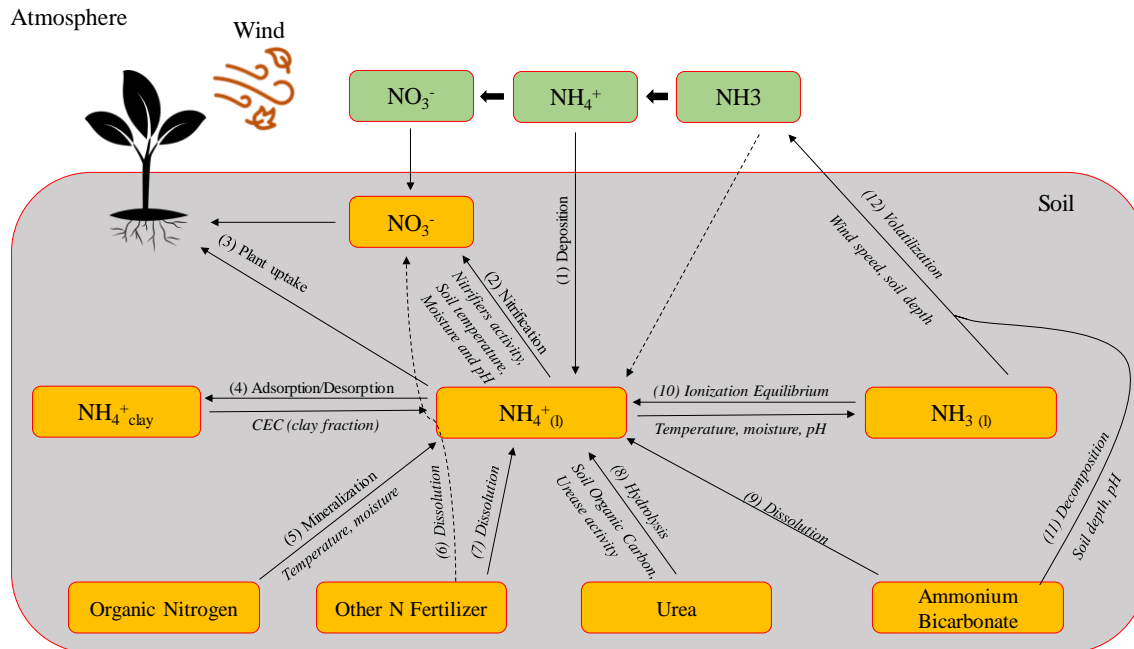 Atmosphere
Wind
NO₃⁻
NH₄⁺
NH3
Soil
NO₃⁻
(1) Deposition
(12) Volatilization
Wind speed, soil depth
(3) Plant uptake
(2) Nitrification
Nitrifiers activity,
Soil temperature,
Moisture and pH
(4) Adsorption/Desorption
CEC (clay fraction)
NH₄⁺clay
NH₄⁺(l)
(10) Ionization Equilibrium
Temperature, moisture, pH
NH₃ (l)
(5) Mineralization
Temperature, moisture
(6) Dissolution
(7) Dissolution
(8) Hydrolysis
Soil Organic Carbon,
Urease activity
(9) Dissolution
(11) Decomposition
Soil depth, pH
Organic Nitrogen
Other N Fertilizer
Urea
Ammonium
Bicarbonate